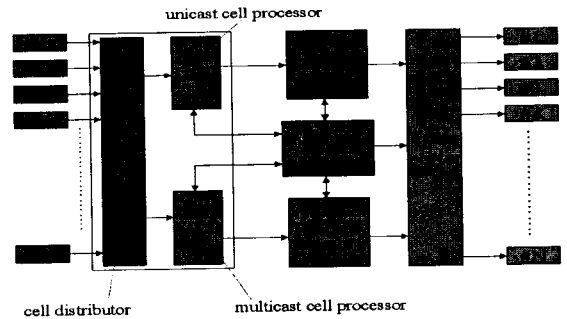 unicast cell processor
cell distributor
multicast cell processor